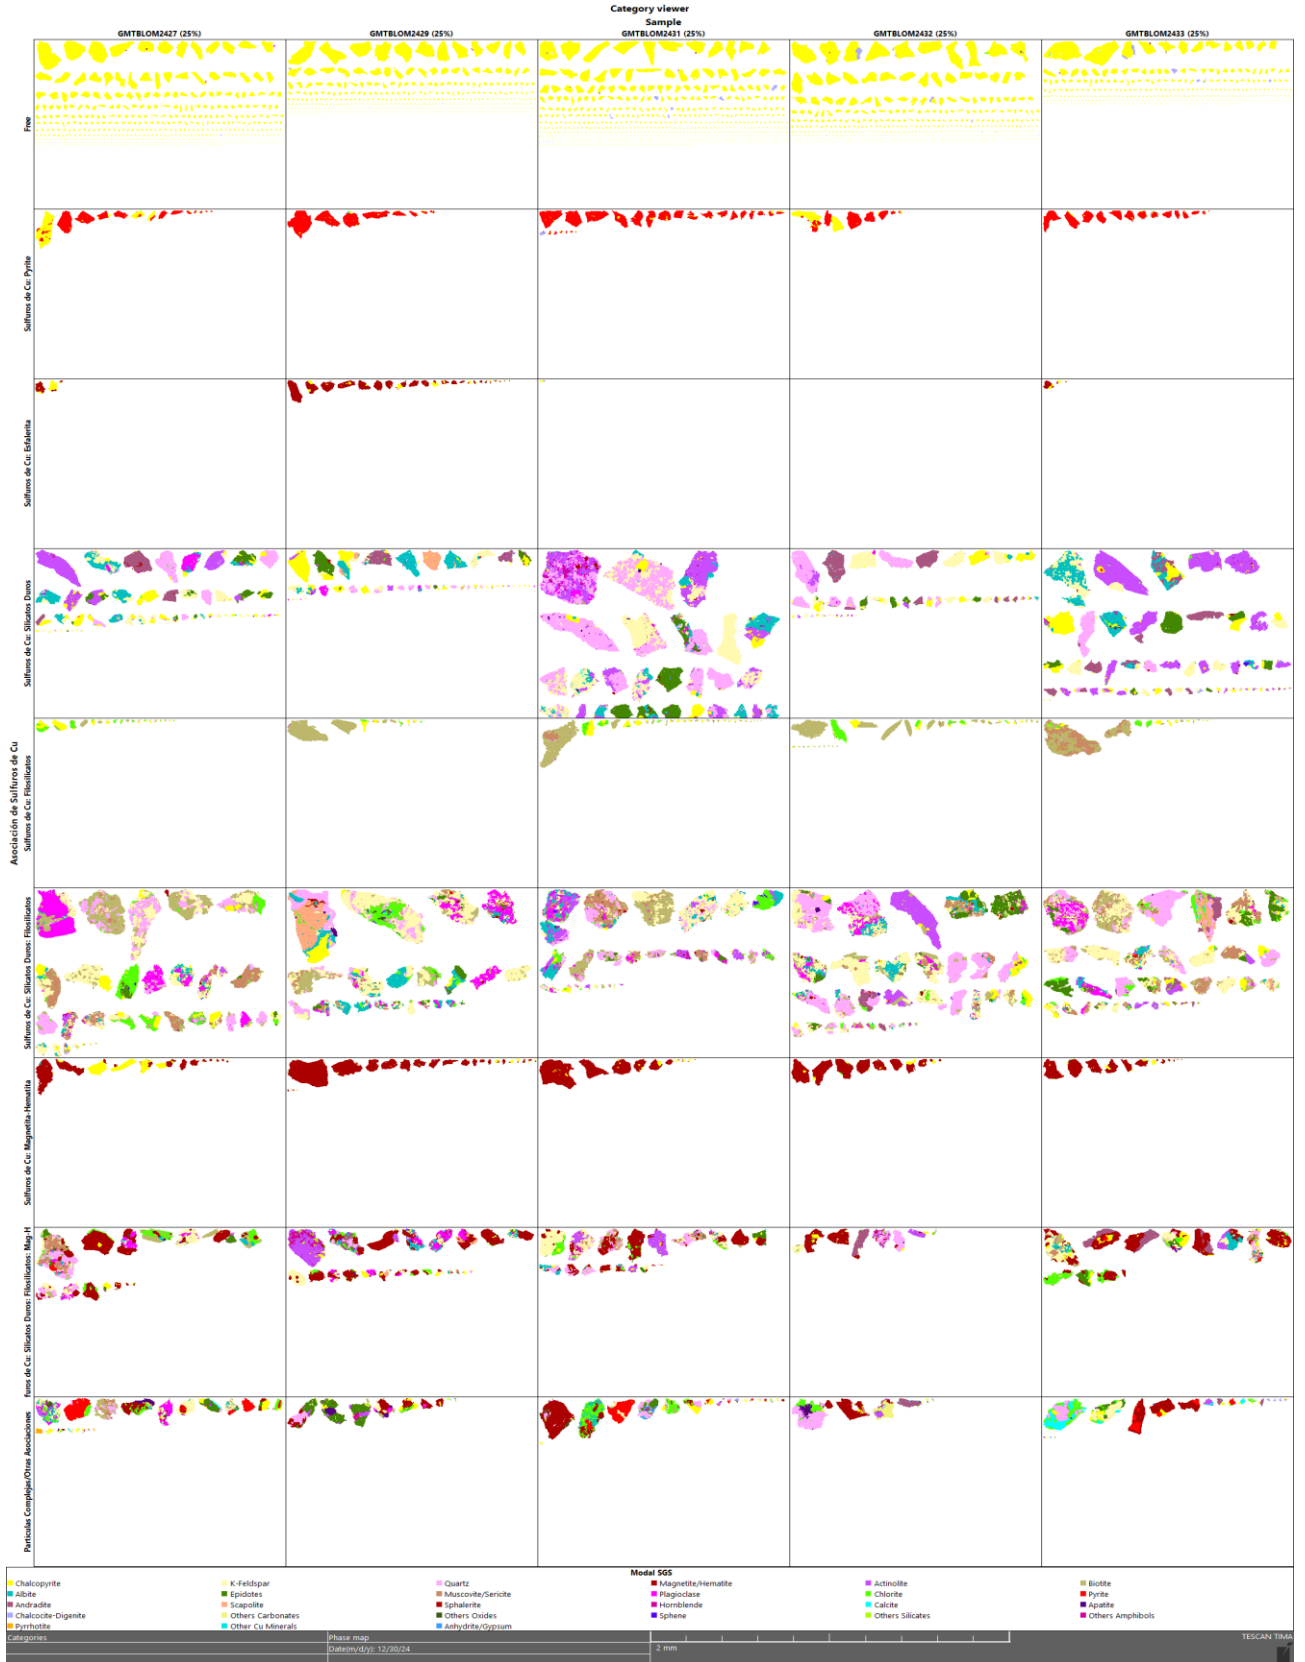 Category viewer
Sample
GMTBLOM2427 (25%)
GMTBLOM2429 (25%)
GMTBLOM2431 (25%)
GMTBLOM2432 (25%)
GMTBLOM2433 (25%)
Asociación de Sulfuros de Cu
Free
Sulfuros de Cu: Pyrite
Sulfuros de Cu: Esfalerita
Sulfuros de Cu: Silicatos Duros
Sulfuros de Cu: Filosilicatos
Sulfuros de Cu: Silicatos Duros: Filosilicatos
Sulfuros de Cu: Magnetita-Hematita
furos de Cu: Silicatos Duros: Filosilicatos: Mag-H
Particulas Complejas/Otras Asociaciones
Modal SGS
Chalcopyrite
K-Feldspar
Quartz
Magnetite/Hematite
Actinolite
Biotite
Albite
Epidotes
Muscovite/Sericite
Plagioclase
Chlorite
Pyrite
Andradite
Scapolite
Sphalerite
Hornblende
Calcite
Apatite
Chalcocite-Digenite
Others Carbonates
Others Oxides
Sphene
Others Silicates
Others Amphibols
Pyrrhotite
Other Cu Minerals
Anhydrite/Gypsum
Categories
Phase map
TESCAN TIMA
Date(m/d/y): 12/30/24
2 mm